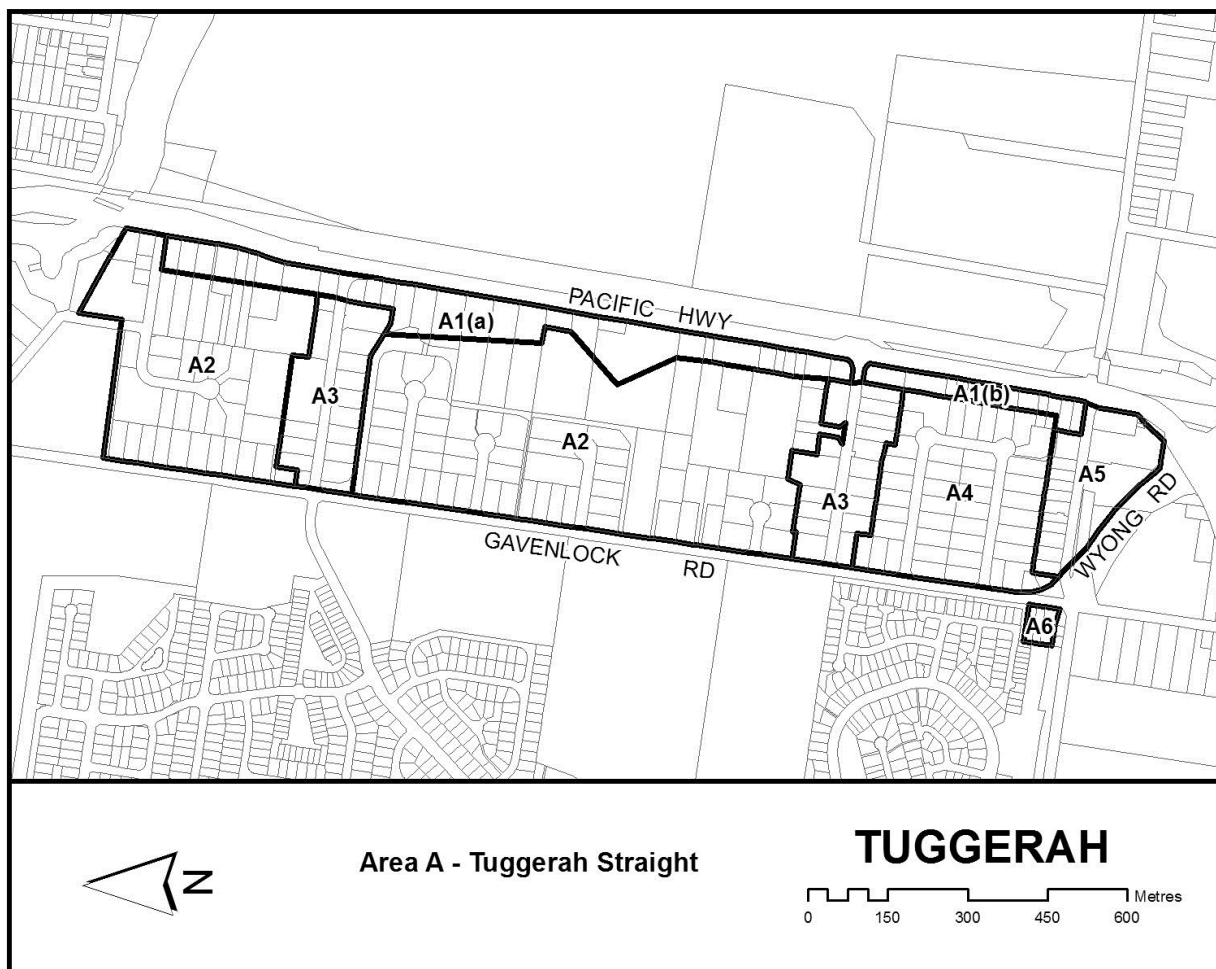 PACIFIC HWY
A1(a)
A2
A3
A1(b)
A2
A5
A3
A4
WYONG RD
GAVENLOCK RD
A6
Area A - Tuggerah Straight
TUGGERAH
N
Metres
0 150 300 450 600